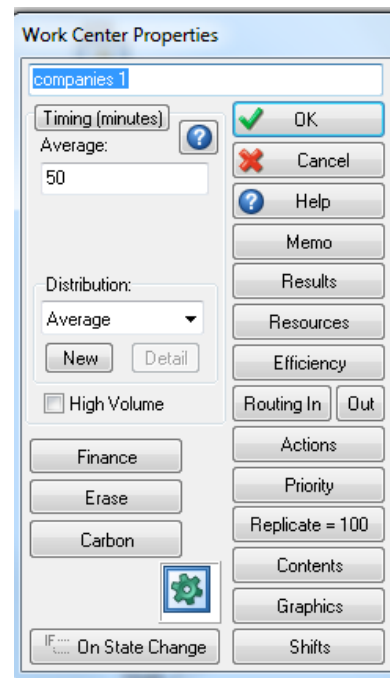 Work Center Properties
companies 1
Timing (minutes)
Average:
50
Distribution:
Average
New Detail
High Volume
Finance
Erase
Carbon
IF On State Change
OK
Cancel
Help
Memo
Results
Resources
Efficiency
Routing In Out
Actions
Priority
Replicate = 100
Contents
Graphics
Shifts